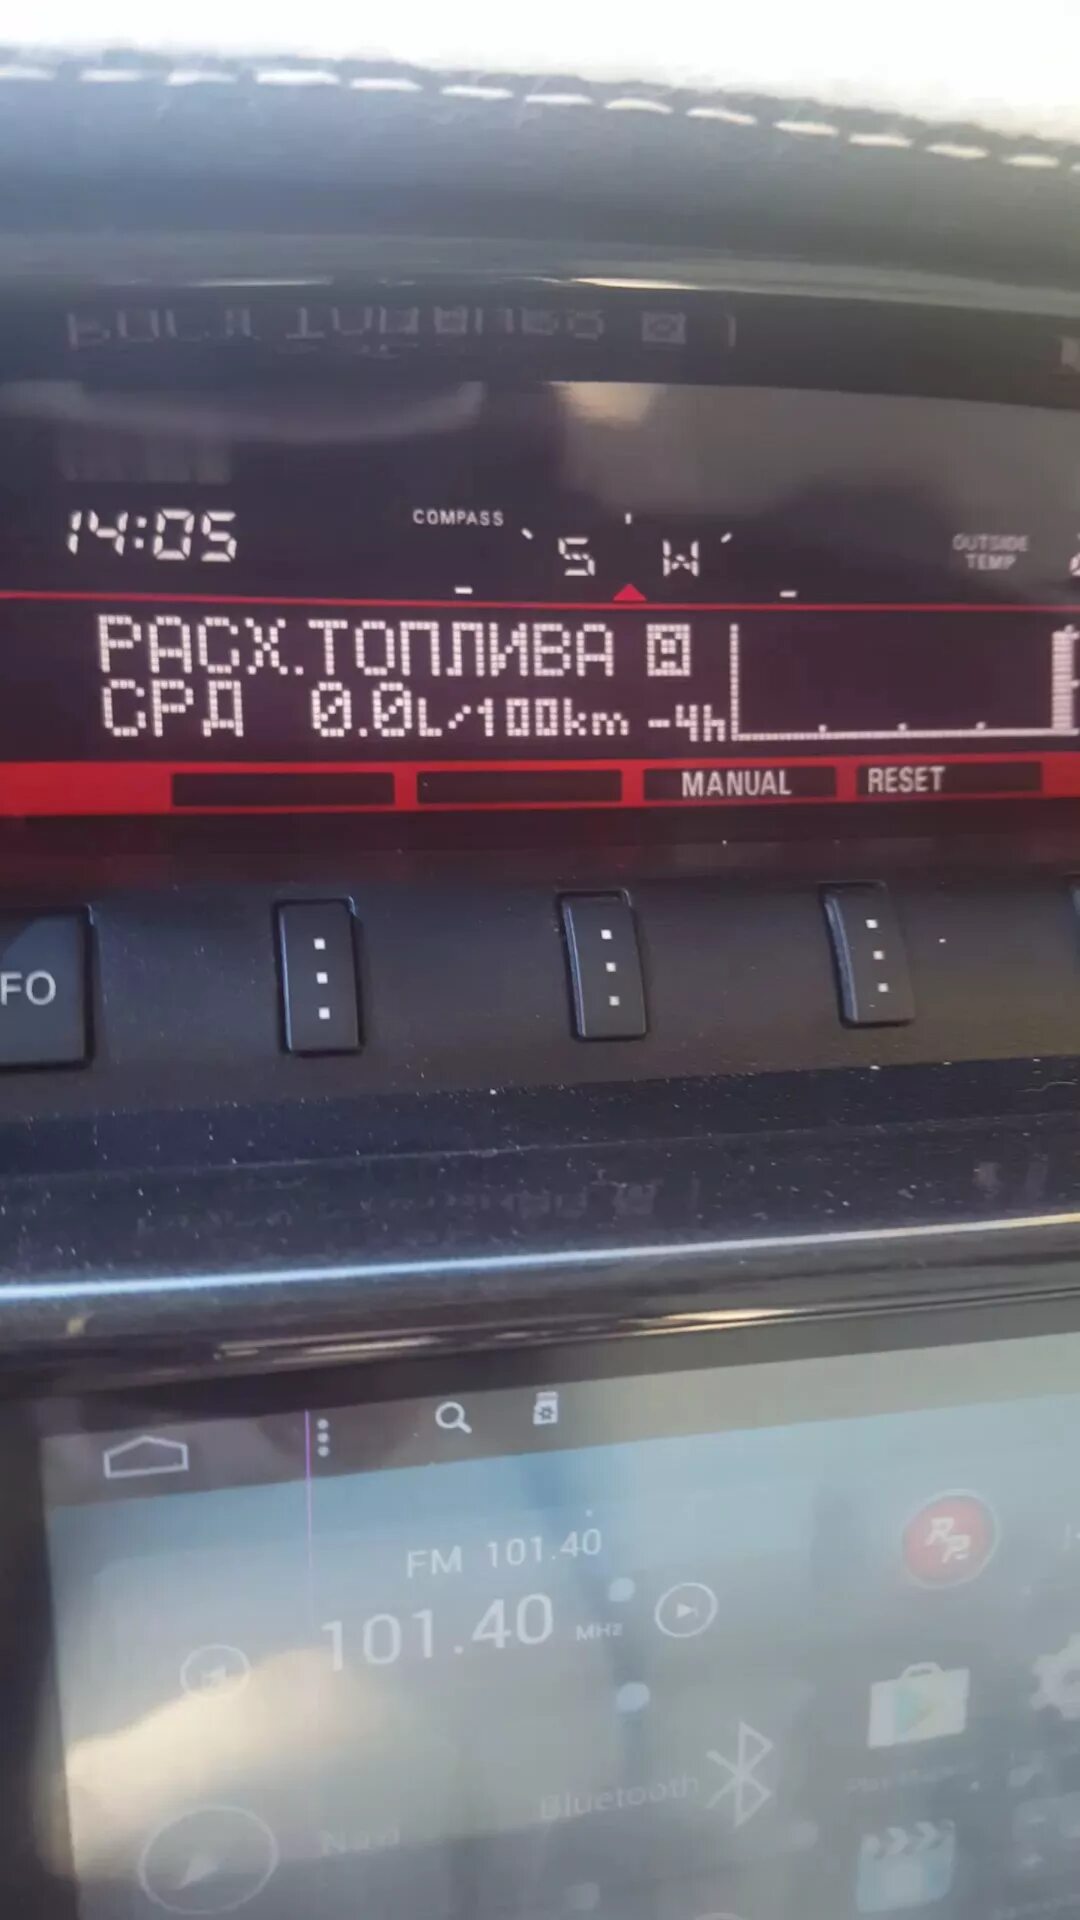 14:05
COMPASS
S W
OUTSIDE
TEMP
РАСХ.ТОПЛИВА
СРД 0.0L/100km -4h
MANUAL RESET
FO
FM 101.40
101.40 MHz
Bluetooth
Navi